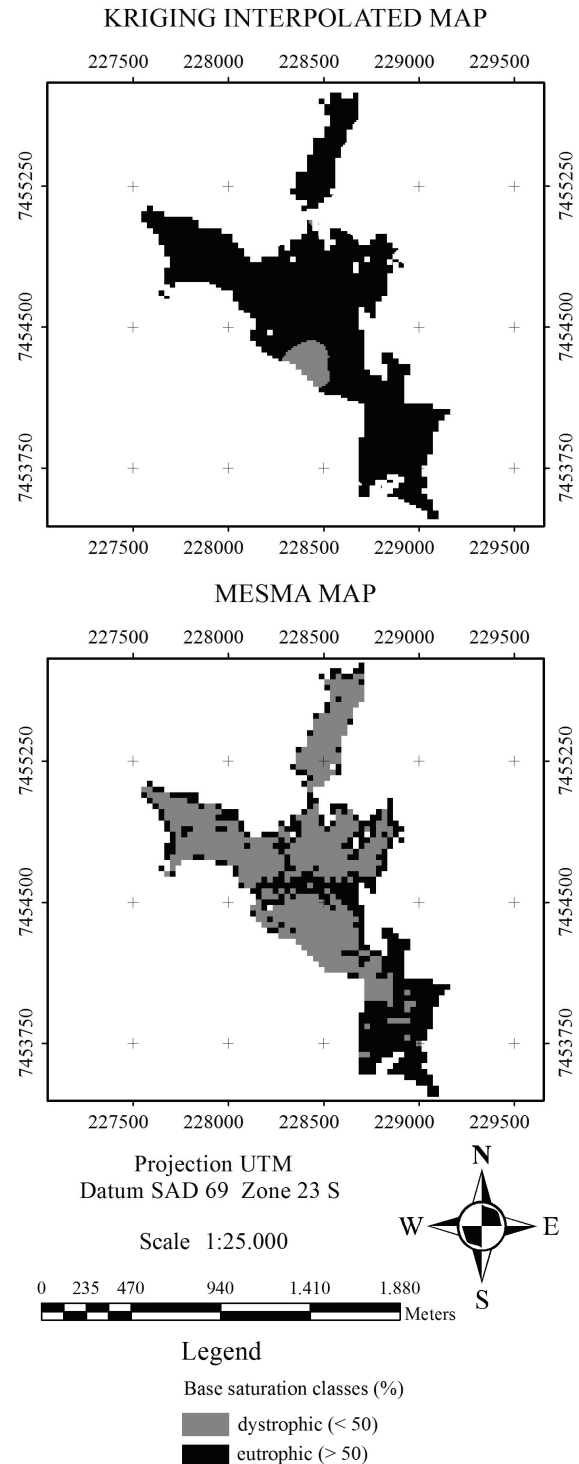 KRIGING INTERPOLATED MAP
227500 228000 228500 229000 229500
7455250 7455250
7454500 7454500
7453750 7453750
227500 228000 228500 229000 229500
MESMA MAP
227500 228000 228500 229000 229500
7455250 7455250
7454500 7454500
7453750 7453750
227500 228000 228500 229000 229500
Projection UTM
Datum SAD 69 Zone 23 S
Scale 1:25.000
N
W E
S
0 235 470 940 1.410 1.880
Meters
Legend
Base saturation classes (%)
dystrophic (< 50)
eutrophic (> 50)